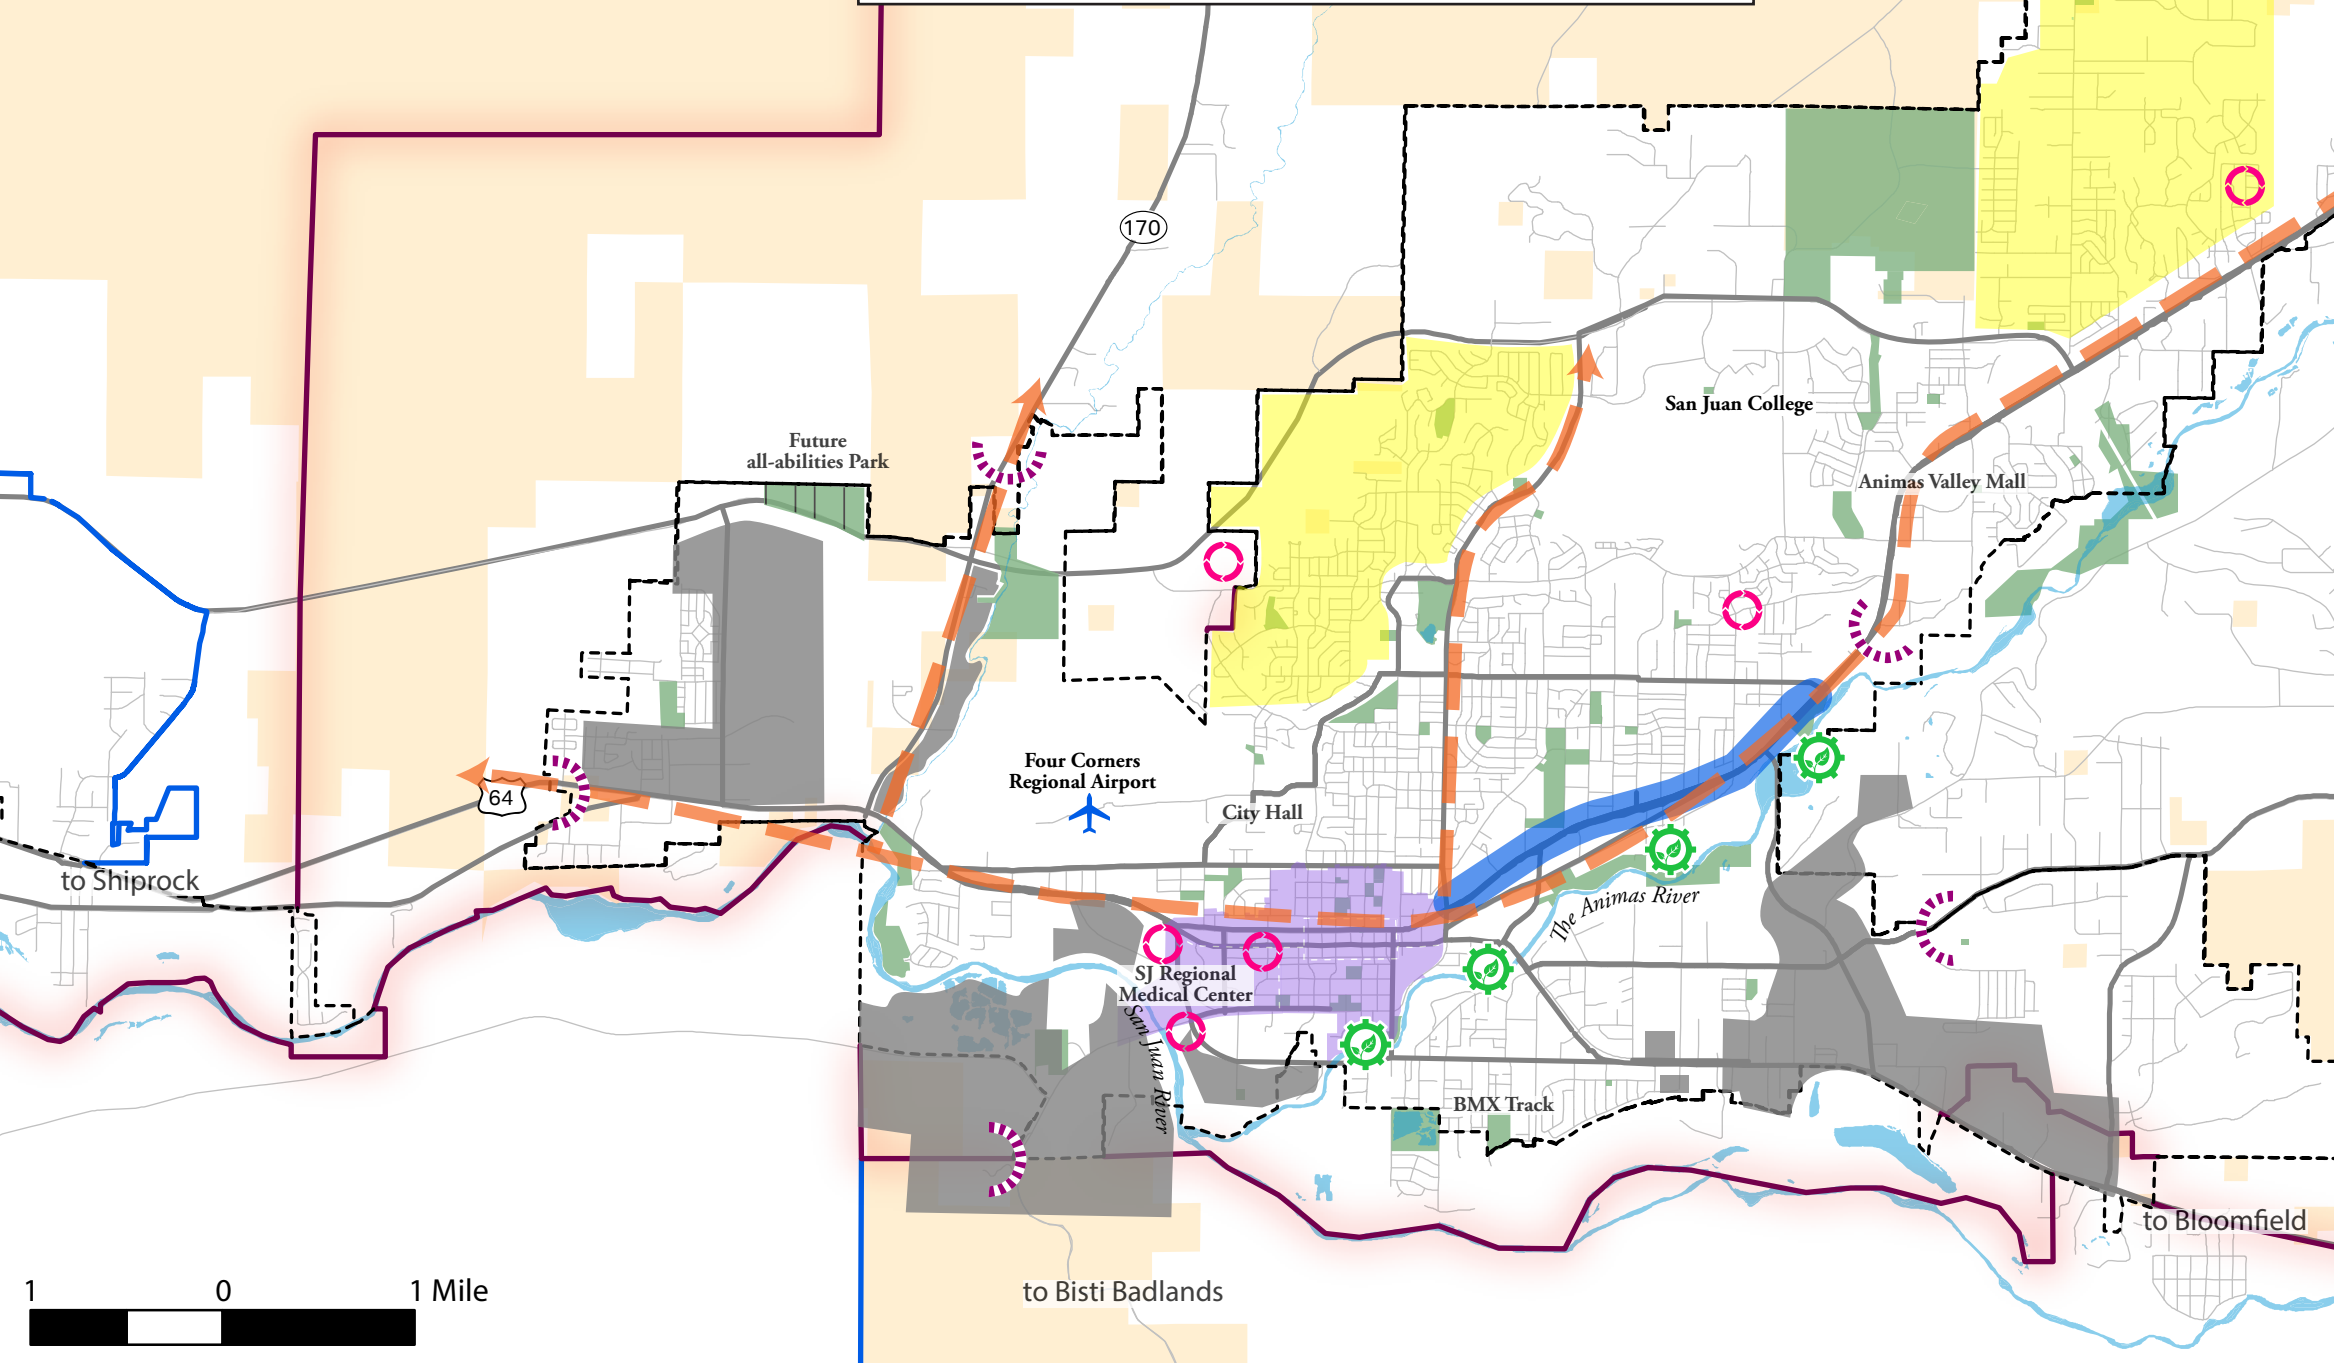 170
San Juan College
Future
all-abilities Park
Animas Valley Mall
Four Corners
Regional Airport
64
City Hall
to Shiprock
The Animas River
SJ Regional
Medical Center
San Juan River
BMX Track
to Bloomfield
to Bisti Badlands
1 0 1 Mile